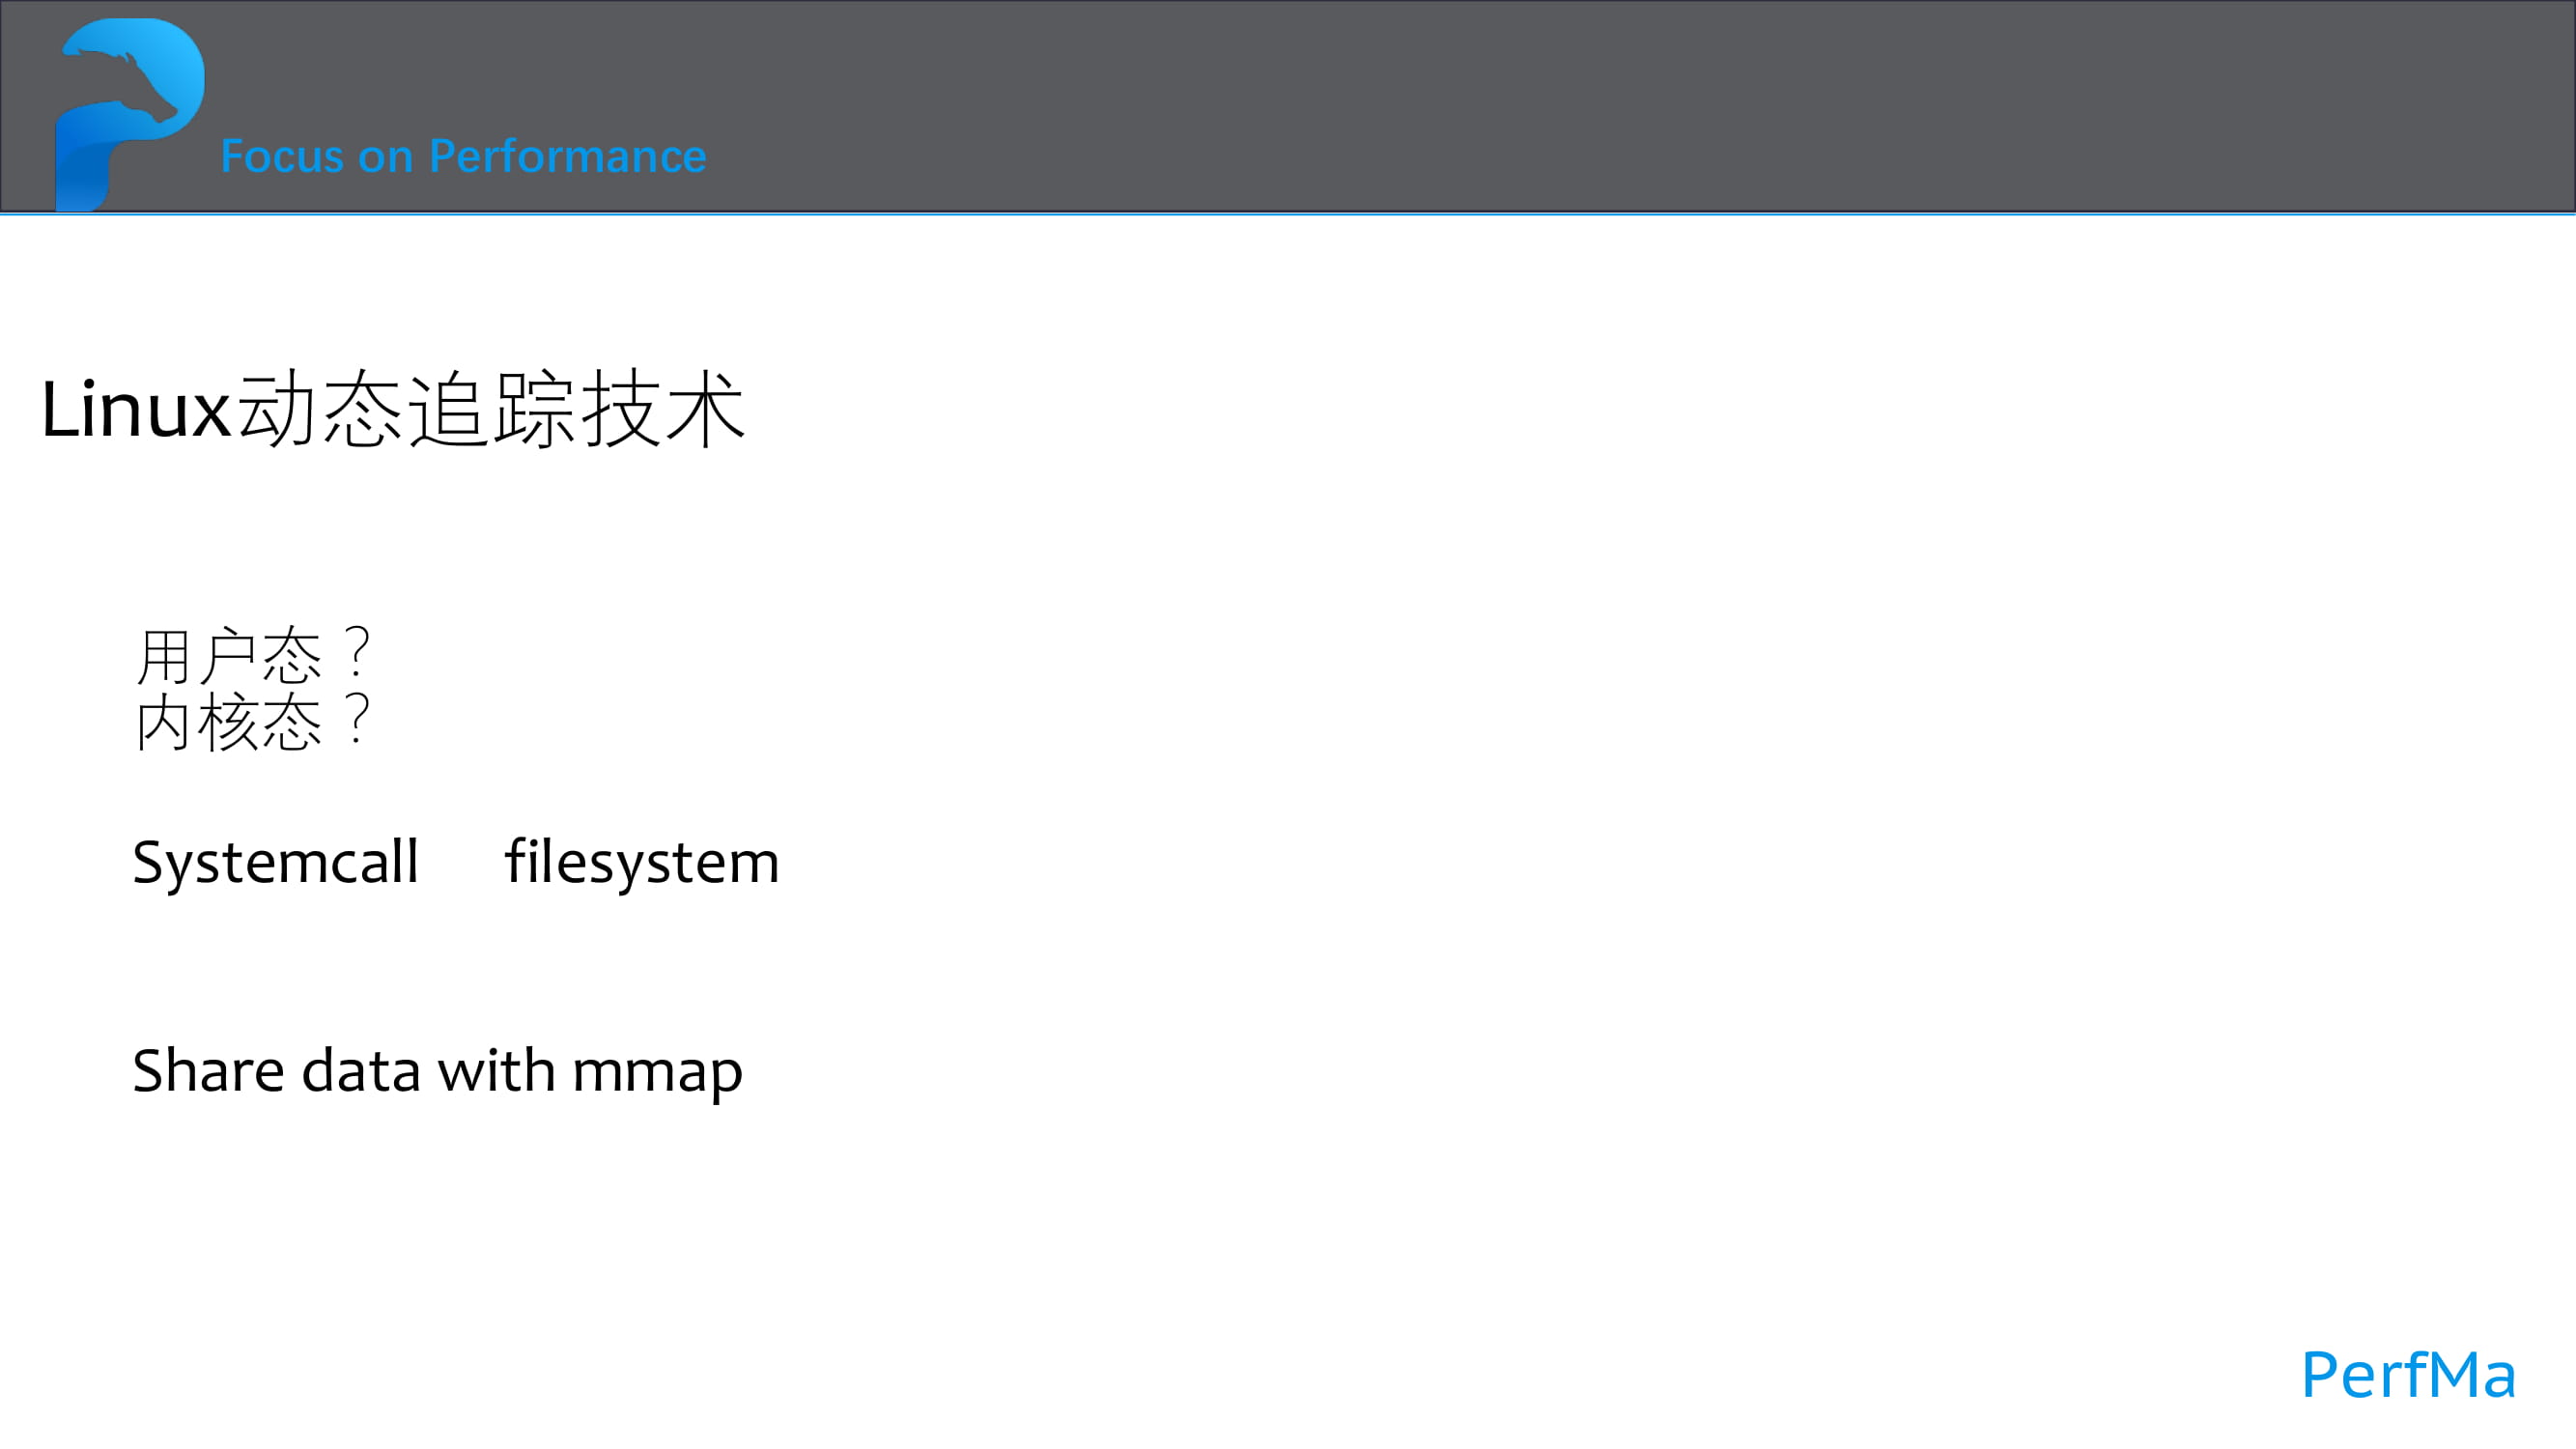 Focus on Performance
Linux动态追踪技术
用户态？
内核态？
Systemcall filesystem
Share data with mmap
PerfMa